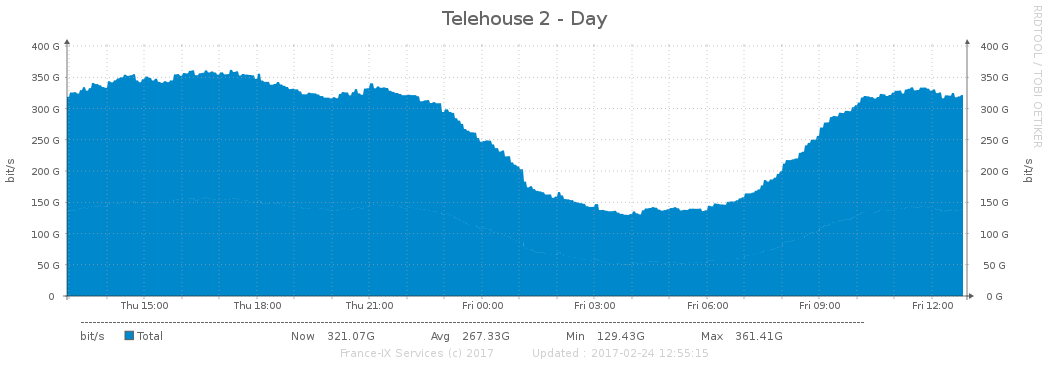 Telehouse 2 - Day
RRDTOOL / TOBI OETIKER
400 G 400 G
350 G 350 G
300 G 300 G
250 G 250 G
200 G 200 G
150 G 150 G
100 G 100 G
50 G 50 G
0 0 G
bit/s bit/s
Thu 15:00 Thu 18:00 Thu 21:00 Fri 00:00 Fri 03:00 Fri 06:00 Fri 09:00 Fri 12:00
bit/s Total Now 321.07G Avg 267.33G Min 129.43G Max 361.41G
France-IX Services (c) 2017 Updated : 2017-02-24 12:55:15